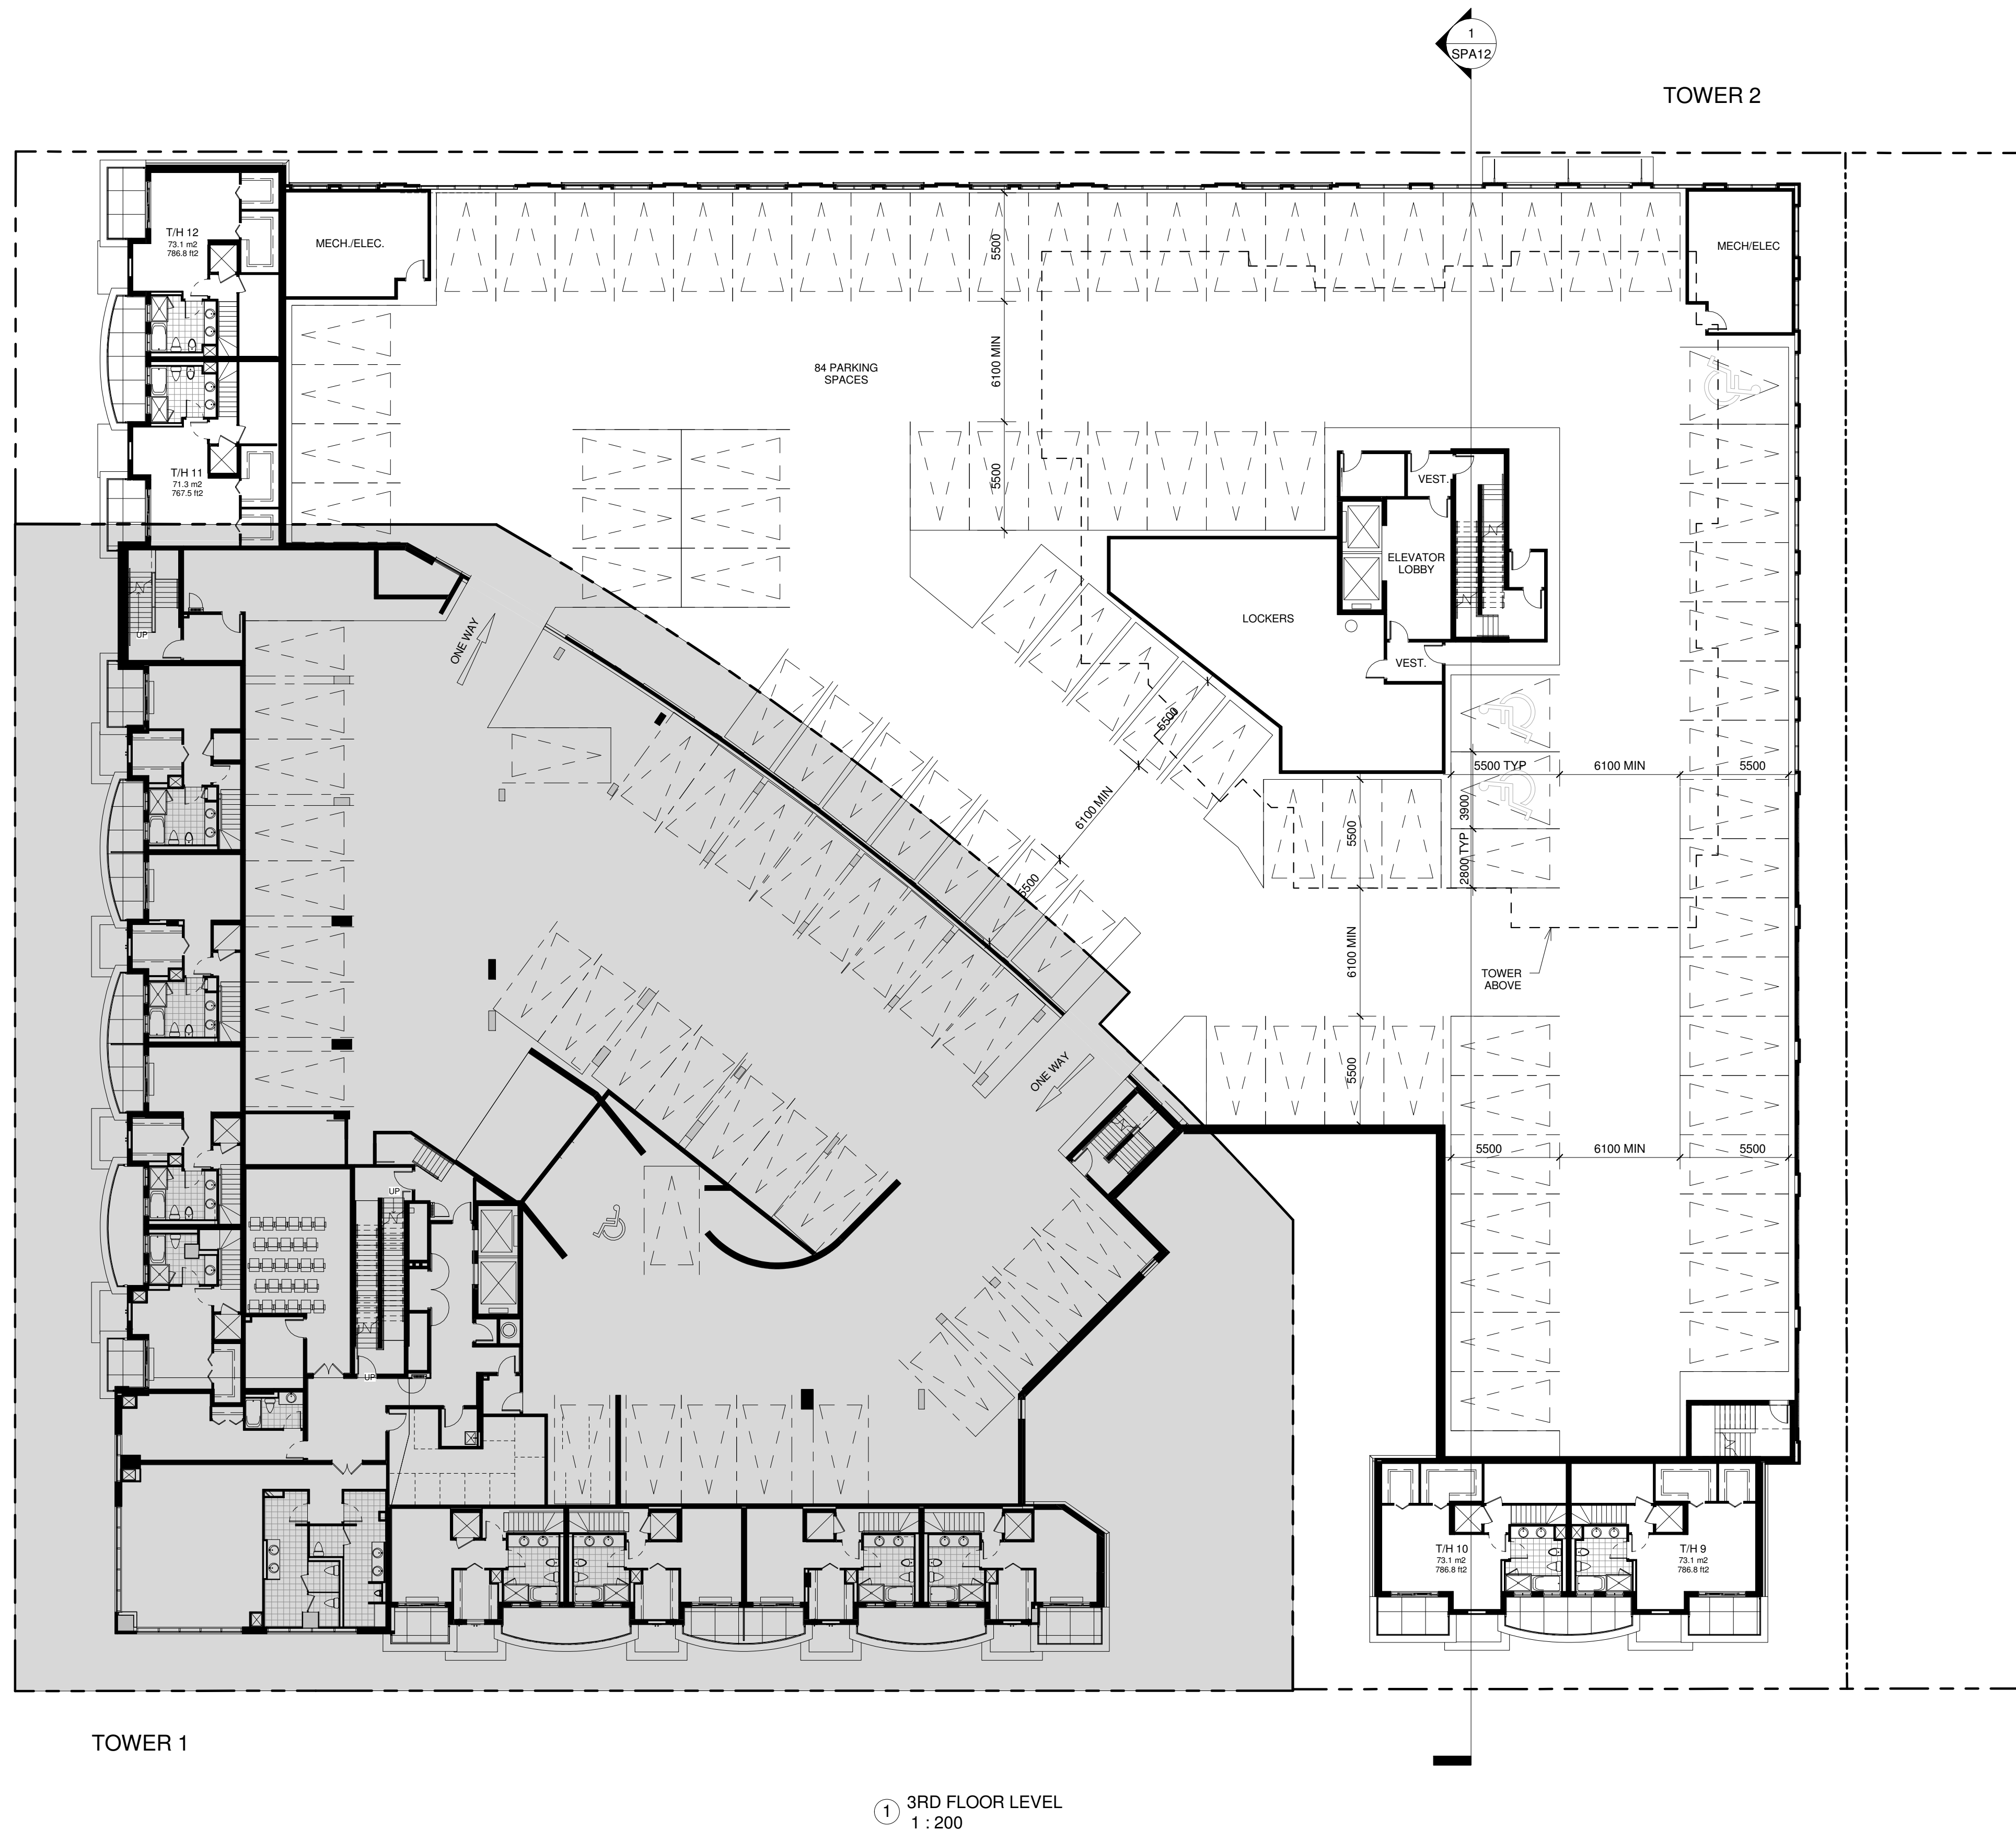 1
SPA12
TOWER 2
T/H 12
73.1 m2
786.8 ft2
MECH./ELEC.
5500
MECH/ELEC
6100 MIN
84 PARKING
SPACES
5500
T/H 11
71.3 m2
767.5 ft2
VEST.
ELEVATOR
LOBBY
LOCKERS
VEST.
UP
ONE WAY
5500
5500 TYP
6100 MIN
5500
3900
6100 MIN
5500
2800 TYP
5500
6100 MIN
TOWER
ABOVE
ONE WAY
5500
5500
6100 MIN
5500
UP
UP
T/H 10
73.1 m2
786.8 ft2
T/H 9
73.1 m2
786.8 ft2
TOWER 1
1
3RD FLOOR LEVEL
1 : 200